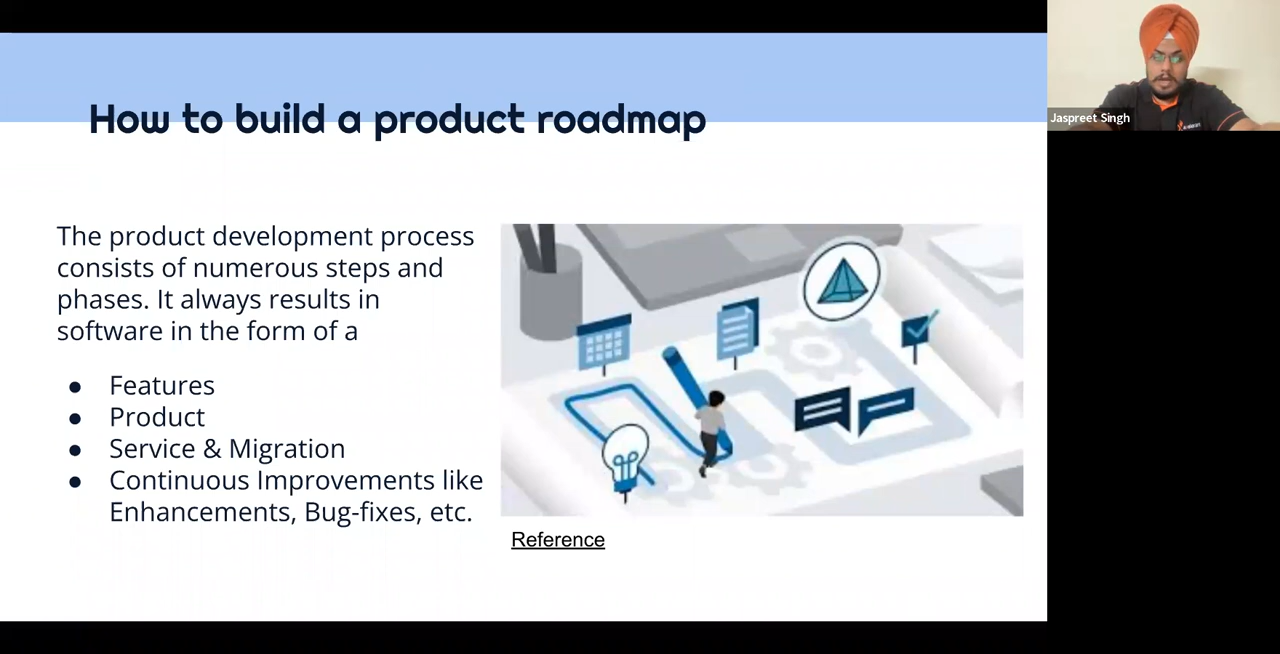 How to build a product roadmap
Jaspreet Singh
The product development process
consists of numerous steps and
phases. It always results in
software in the form of a
● Features
● Product
● Service & Migration
● Continuous Improvements like
Enhancements, Bug-fixes, etc.
Reference